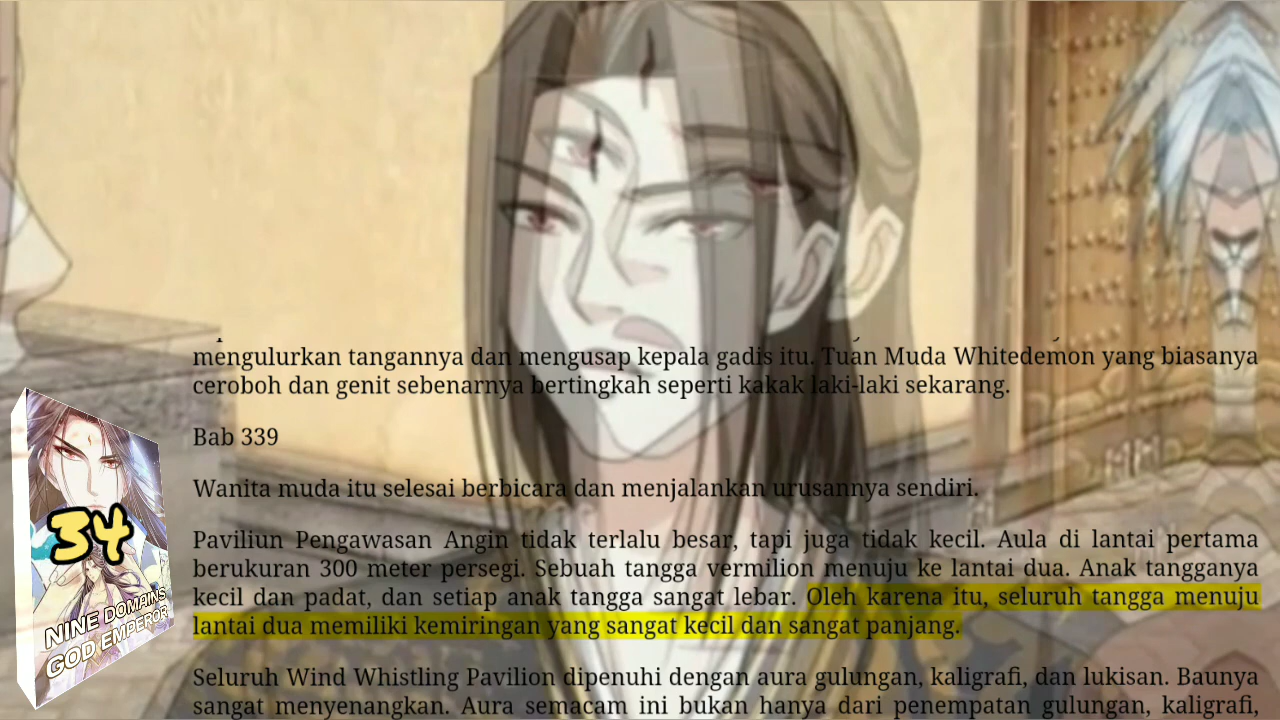 mengulurkan tangannya dan mengusap kepala gadis itu. Tuan Muda Whitedemon yang biasanya
ceroboh dan genit sebenarnya bertingkah seperti kakak laki-laki sekarang.
Bab 339
Wanita muda itu selesai berbicara dan menjalankan urusannya sendiri.
Paviliun Pengawasan Angin tidak terlalu besar, tapi juga tidak kecil. Aula di lantai pertama
berukuran 300 meter persegi. Sebuah tangga vermilion menuju ke lantai dua. Anak tangganya
kecil dan padat, dan setiap anak tangga sangat lebar. Oleh karena itu, seluruh tangga menuju
lantai dua memiliki kemiringan yang sangat kecil dan sangat panjang.
Seluruh Wind Whistling Pavilion dipenuhi dengan aura gulungan, kaligrafi, dan lukisan. Baunya
sangat menyenangkan. Aura semacam ini bukan hanya dari penempatan gulungan, kaligrafi,
34
NINE DOMAINS
GOD EMPEROR